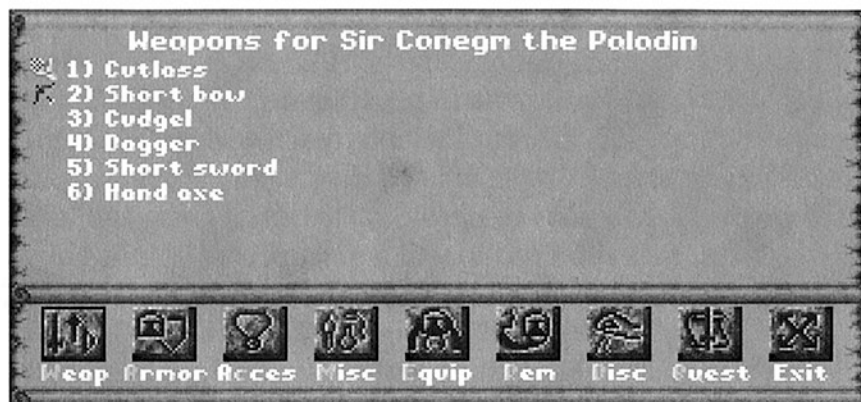 Weapons for Sir Canegm the Paladin
1) Cutlass
2) Short bow
3) Cudgel
4) Dagger
5) Short sword
6) Hand axe
Weap Armor Acces Misc Equip Rem Disc Quest Exit